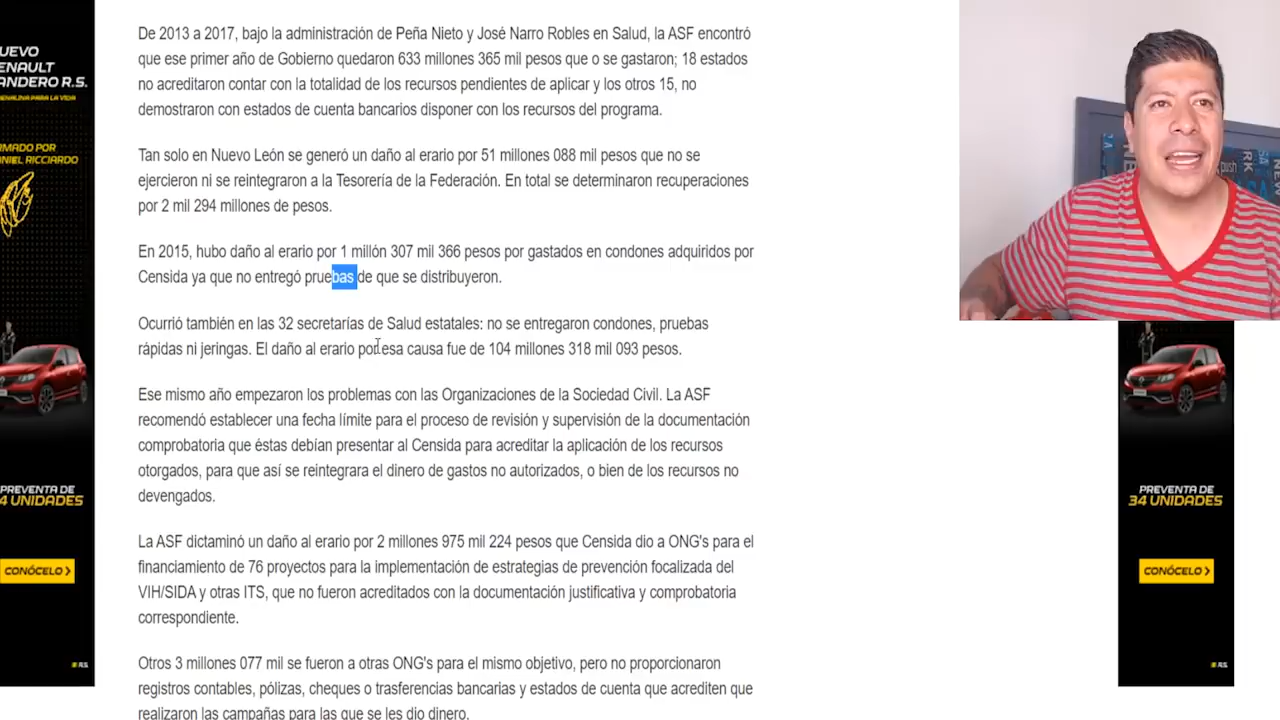 De 2013 a 2017, bajo la administración de Peña Nieto y José Narro Robles en Salud, la ASF encontró
que ese primer año de Gobierno quedaron 633 millones 365 mil pesos que o se gastaron; 18 estados
no acreditaron contar con la totalidad de los recursos pendientes de aplicar y los otros 15, no
demostraron con estados de cuenta bancarios disponer con los recursos del programa.
Tan solo en Nuevo León se generó un daño al erario por 51 millones 088 mil pesos que no se
ejercieron ni se reintegraron a la Tesorería de la Federación. En total se determinaron recuperaciones
por 2 mil 294 millones de pesos.
En 2015, hubo daño al erario por 1 millón 307 mil 366 pesos por gastados en condones adquiridos por
Censida ya que no entregó pruebas de que se distribuyeron.
Ocurrió también en las 32 secretarías de Salud estatales: no se entregaron condones, pruebas
rápidas ni jeringas. El daño al erario por esa causa fue de 104 millones 318 mil 093 pesos.
Ese mismo año empezaron los problemas con las Organizaciones de la Sociedad Civil. La ASF
recomendó establecer una fecha límite para el proceso de revisión y supervisión de la documentación
comprobatoria que éstas debían presentar al Censida para acreditar la aplicación de los recursos
otorgados, para que así se reintegrara el dinero de gastos no autorizados, o bien de los recursos no
devengados.
La ASF dictaminó un daño al erario por 2 millones 975 mil 224 pesos que Censida dio a ONG's para el
financiamiento de 76 proyectos para la implementación de estrategias de prevención focalizada del
VIH/SIDA y otras ITS, que no fueron acreditados con la documentación justificativa y comprobatoria
correspondiente.
Otros 3 millones 077 mil se fueron a otras ONG's para el mismo objetivo, pero no proporcionaron
registros contables, pólizas, cheques o trasferencias bancarias y estados de cuenta que acrediten que
realizaron las campañas para las que se les dio dinero.
UEVO
ENAULT
ANDERO R.S.
RENALINA PARA LA VIDA
RMADO POR
NIEL RICCIARDO
PREVENTA DE
4 UNIDADES
CONÓCELO
R.S.
push
PREVENTA DE
34 UNIDADES
CONÓCELO
R.S.